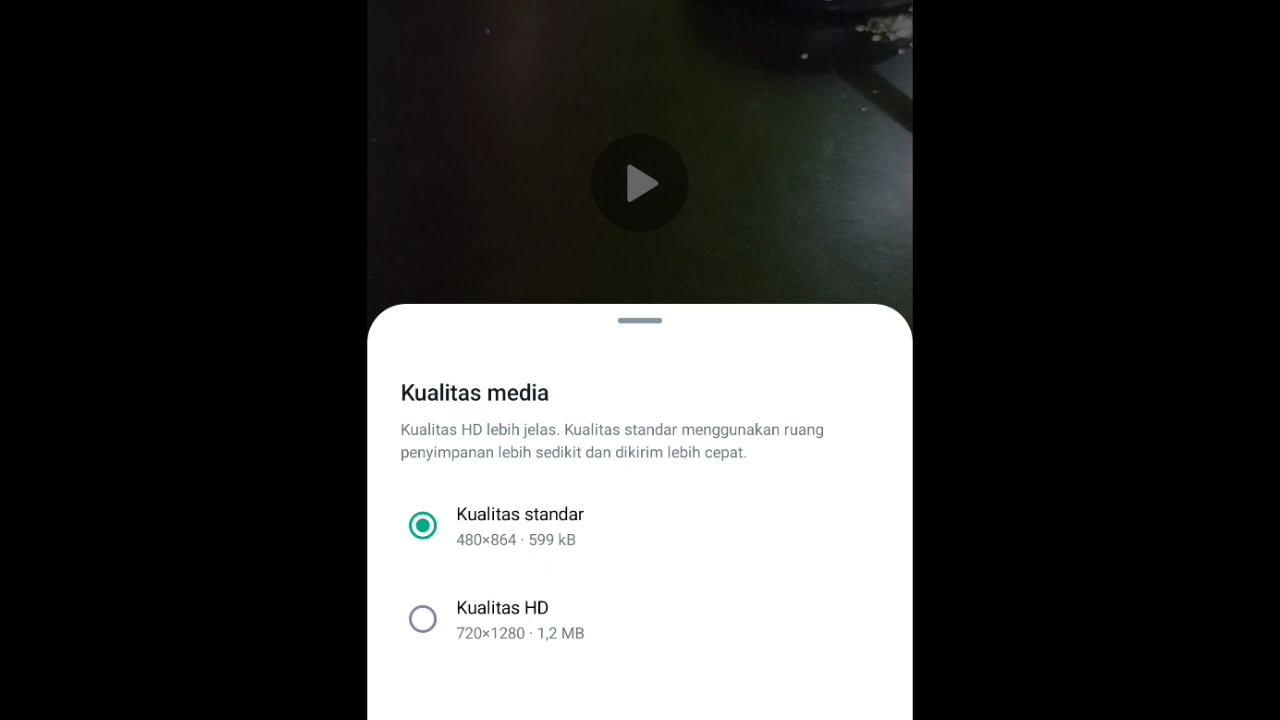 Kualitas media
Kualitas HD lebih jelas. Kualitas standar menggunakan ruang
penyimpanan lebih sedikit dan dikirim lebih cepat.
Kualitas standar
480×864 · 599 kB
Kualitas HD
720×1280 · 1,2 MB